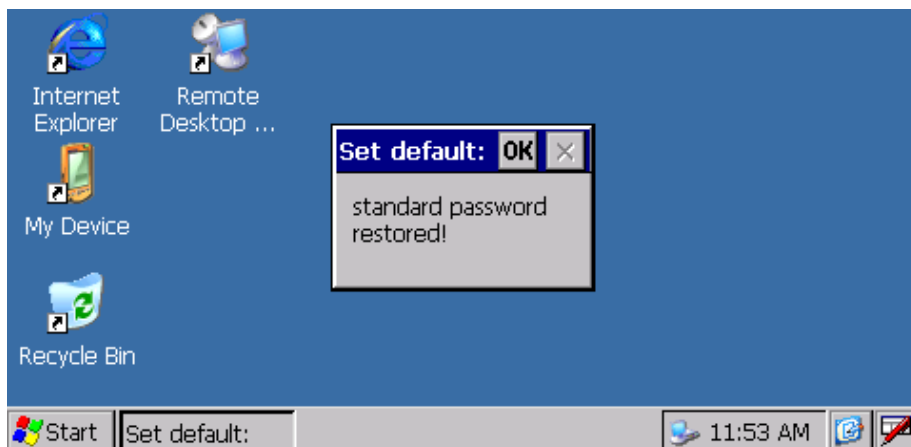 Internet
Explorer
Remote
Desktop ...
My Device
Recycle Bin
Set default: OK
standard password
restored!
Start
Set default:
11:53 AM